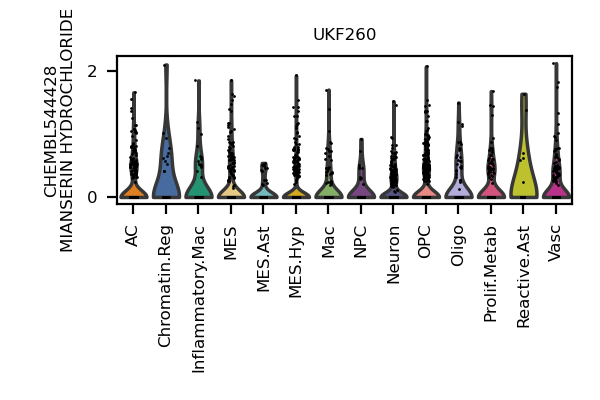 UKF260
CHEMBL544428
MIANSERIN HYDROCHLORIDE
2
0
AC
Chromatin.Reg
Inflammatory.Mac
MES
MES.Ast
MES.Hyp
Mac
NPC
Neuron
OPC
Oligo
Prolif.Metab
Reactive.Ast
Vasc